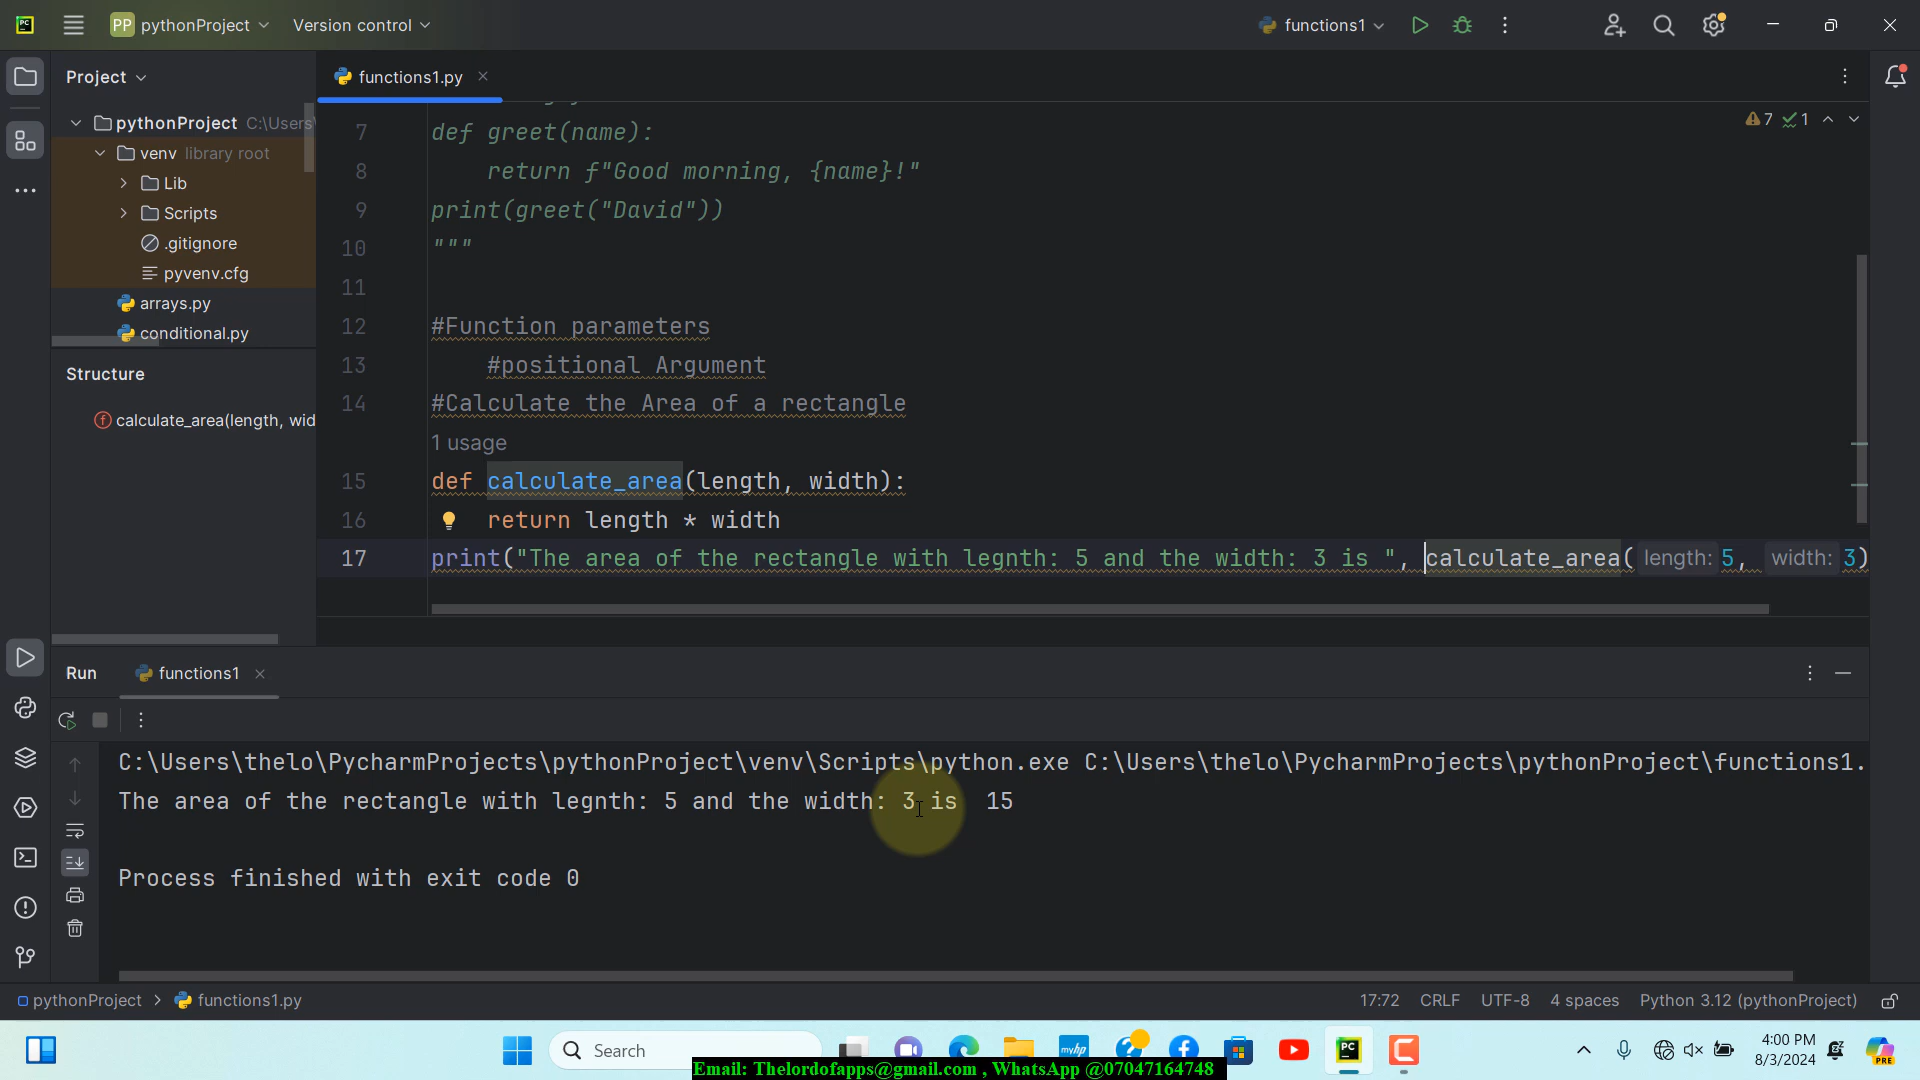 PC PP pythonProject Version control functions1
Project
functions1.py
pythonProject C:\Users
venv library root
Lib
Scripts
.gitignore
pyvenv.cfg
arrays.py
conditional.py
7 def greet(name):
8 return f"Good morning, {name}!"
9 print(greet("David"))
10 """
11
12 #Function parameters
13 #positional Argument
14 #Calculate the Area of a rectangle
1 usage
15 def calculate_area(length, width):
16 return length * width
17 print("The area of the rectangle with legnth: 5 and the width: 3 is ", calculate_area( length: 5, width: 3)
7 1
Structure
calculate_area(length, wid
Run functions1
C:\Users\thelo\PycharmProjects\pythonProject\venv\Scripts\python.exe C:\Users\thelo\PycharmProjects\pythonProject\functions1.
The area of the rectangle with legnth: 5 and the width: 3 is  15
Process finished with exit code 0
pythonProject > functions1.py
17:72 CRLF UTF-8 4 spaces Python 3.12 (pythonProject)
Search
myhp
PC
4:00 PM
8/3/2024
PRE
Email: Thelordofapps@gmail.com , WhatsApp @07047164748